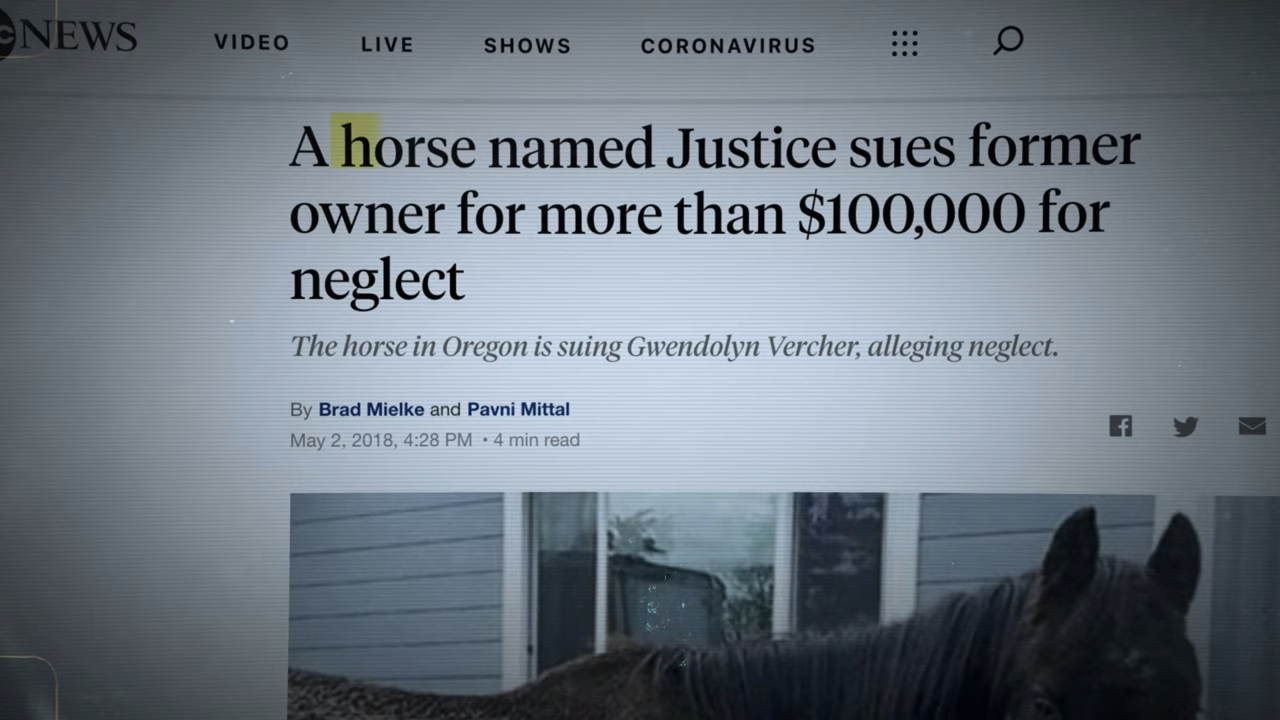 c NEWS
VIDEO LIVE SHOWS CORONAVIRUS
A horse named Justice sues former
owner for more than $100,000 for
neglect
The horse in Oregon is suing Gwendolyn Vercher, alleging neglect.
By Brad Mielke and Pavni Mittal
May 2, 2018, 4:28 PM • 4 min read